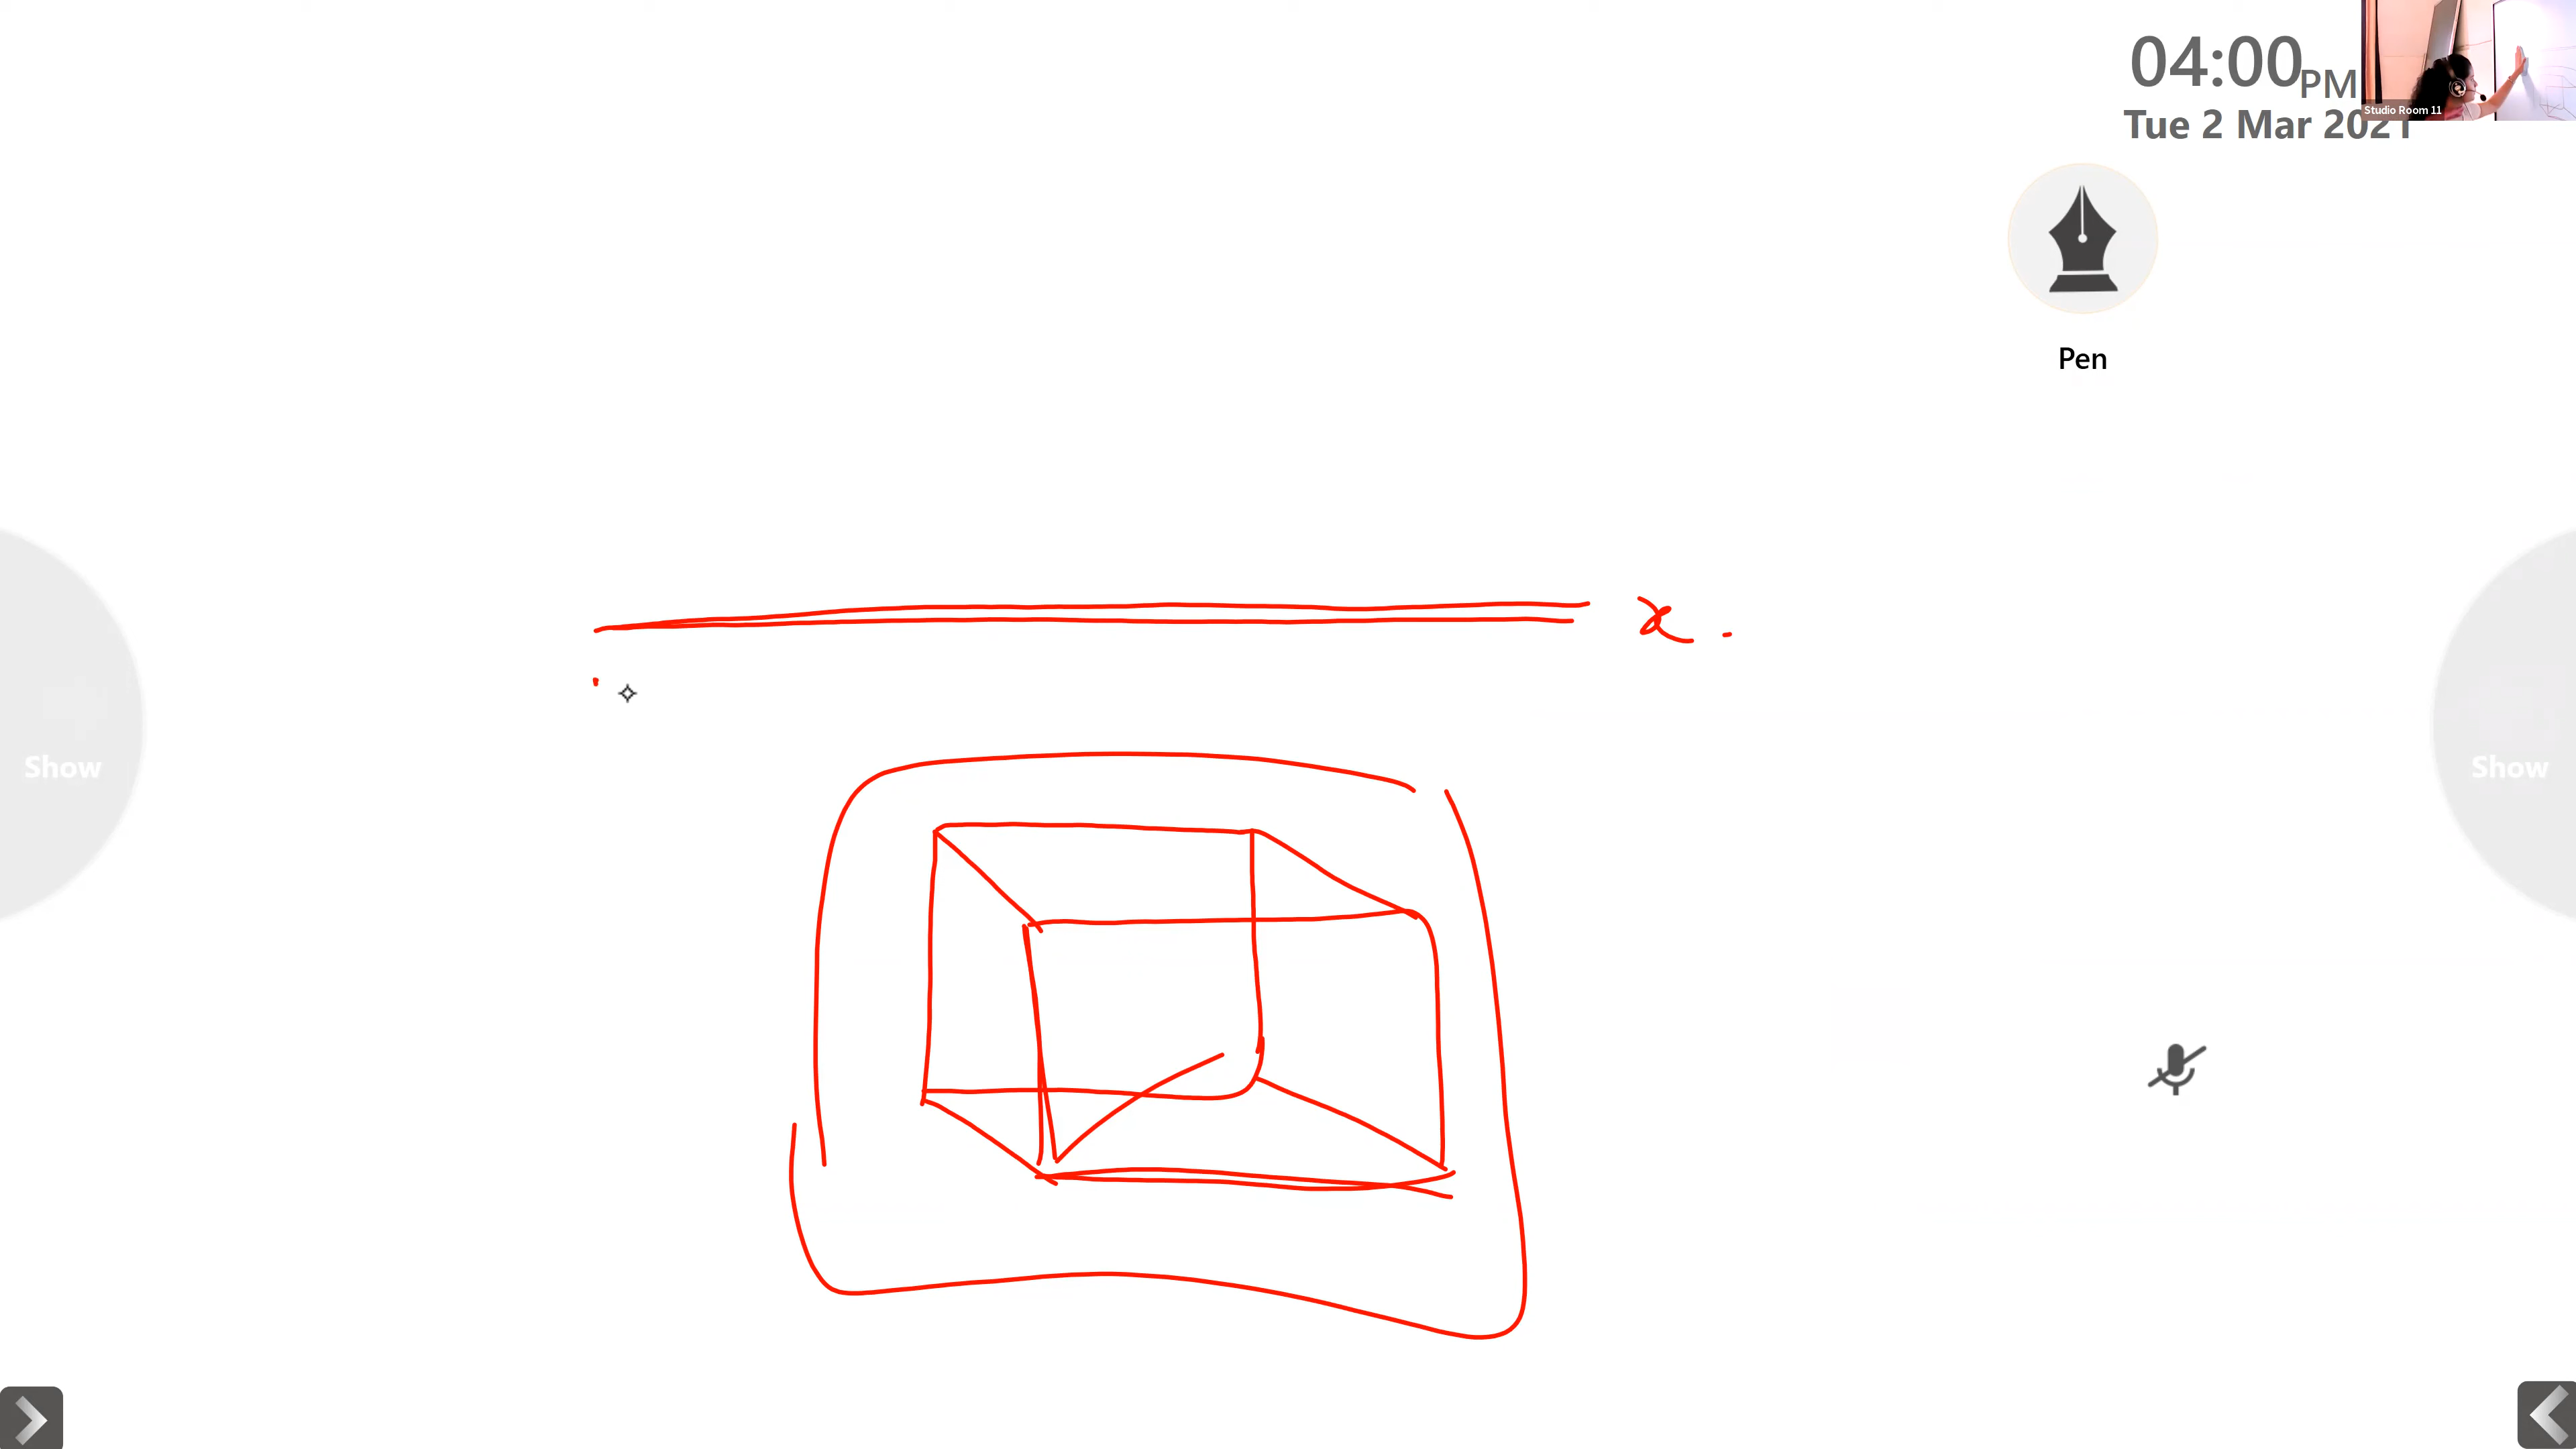 04:00PM
Studio Room 11
Tue 2 Mar 2021
Pen
x .
Show
Show